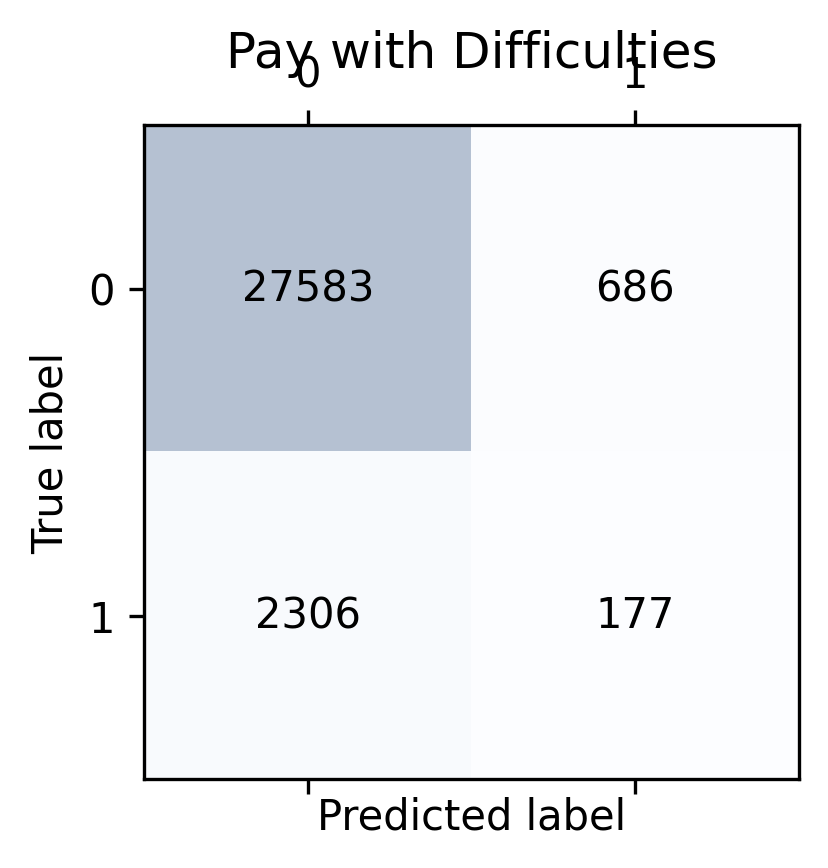 Pay with Difficulties
0 1
0 27583 686
True label
1 2306 177
Predicted label